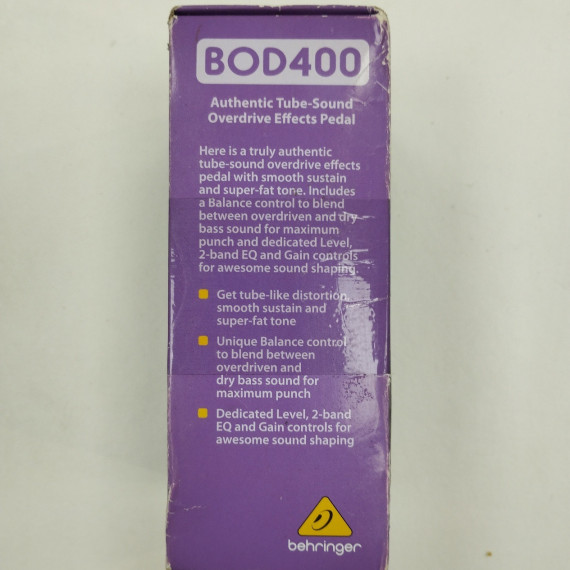 BOD400
Authentic Tube-Sound
Overdrive Effects Pedal
Here is a truly authentic
tube-sound overdrive effects
pedal with smooth sustain
and super-fat tone. Includes
a Balance control to blend
between overdriven and dry
bass sound for maximum
punch and dedicated Level,
2-band EQ and Gain controls
for awesome sound shaping.
Get tube-like distortion,
smooth sustain and
super-fat tone
Unique Balance control
to blend between
overdriven and
dry bass sound for
maximum punch
Dedicated Level, 2-band
EQ and Gain controls for
awesome sound shaping
behringer